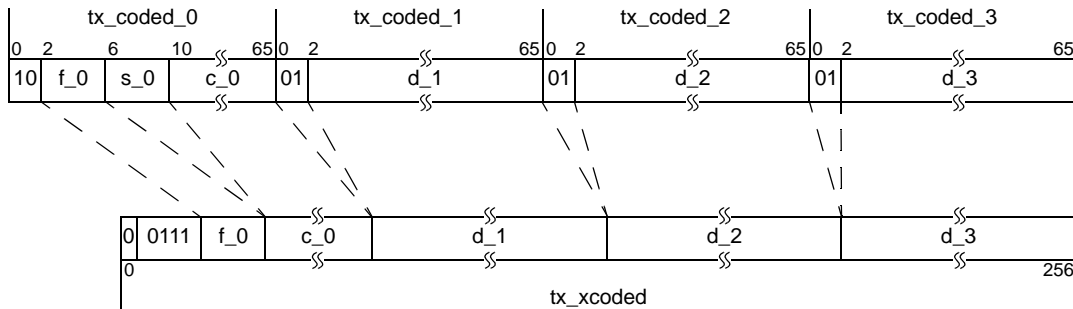 tx_coded_0 tx_coded_1 tx_coded_2 tx_coded_3
0 2 6 10 65 0 2 65 0 2 65 0 2 65
10 f_0 s_0 c_0 01 d_1 01 d_2 01 d_3
0 0111 f_0 c_0 d_1 d_2 d_3
0 256
tx_xcoded